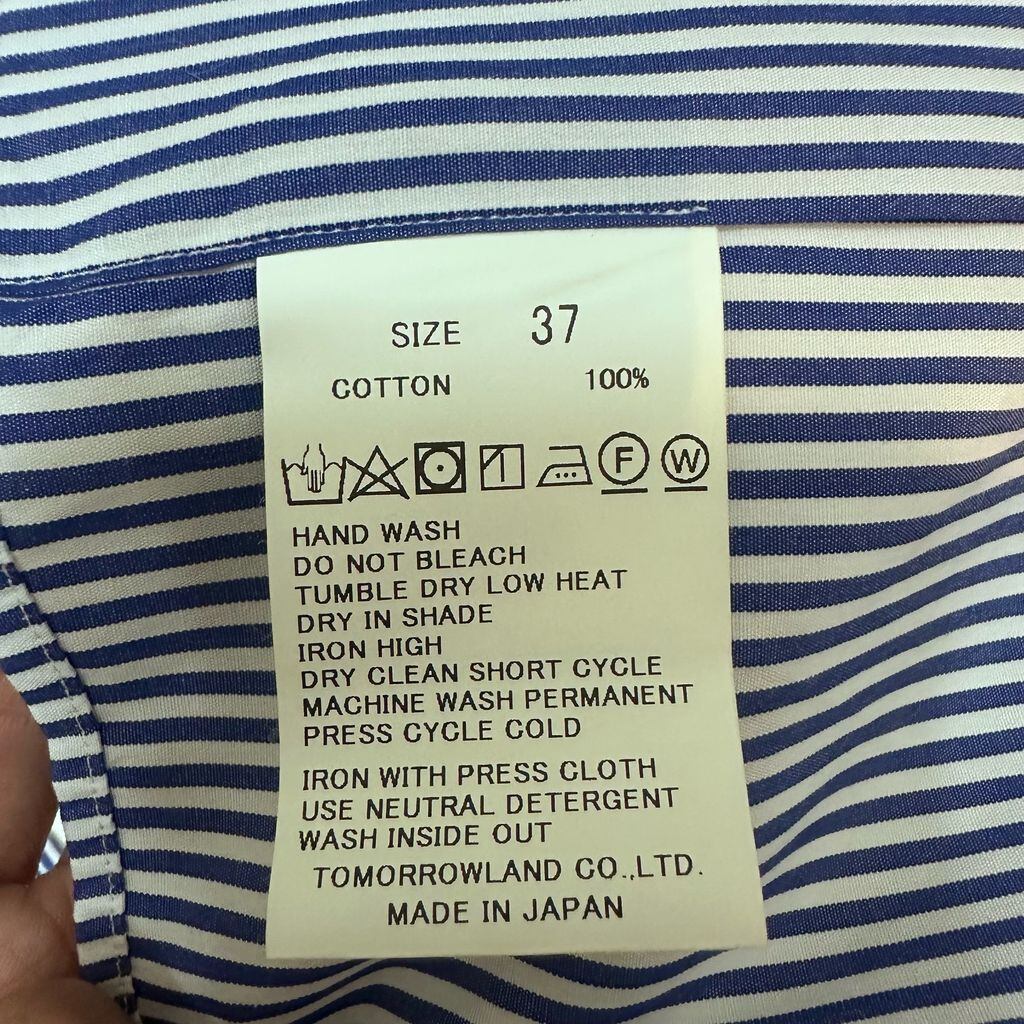 SIZE 37
COTTON 100%
F W
HAND WASH
DO NOT BLEACH
TUMBLE DRY LOW HEAT
DRY IN SHADE
IRON HIGH
DRY CLEAN SHORT CYCLE
MACHINE WASH PERMANENT
PRESS CYCLE COLD
IRON WITH PRESS CLOTH
USE NEUTRAL DETERGENT
WASH INSIDE OUT
TOMORROWLAND CO.,LTD.
MADE IN JAPAN